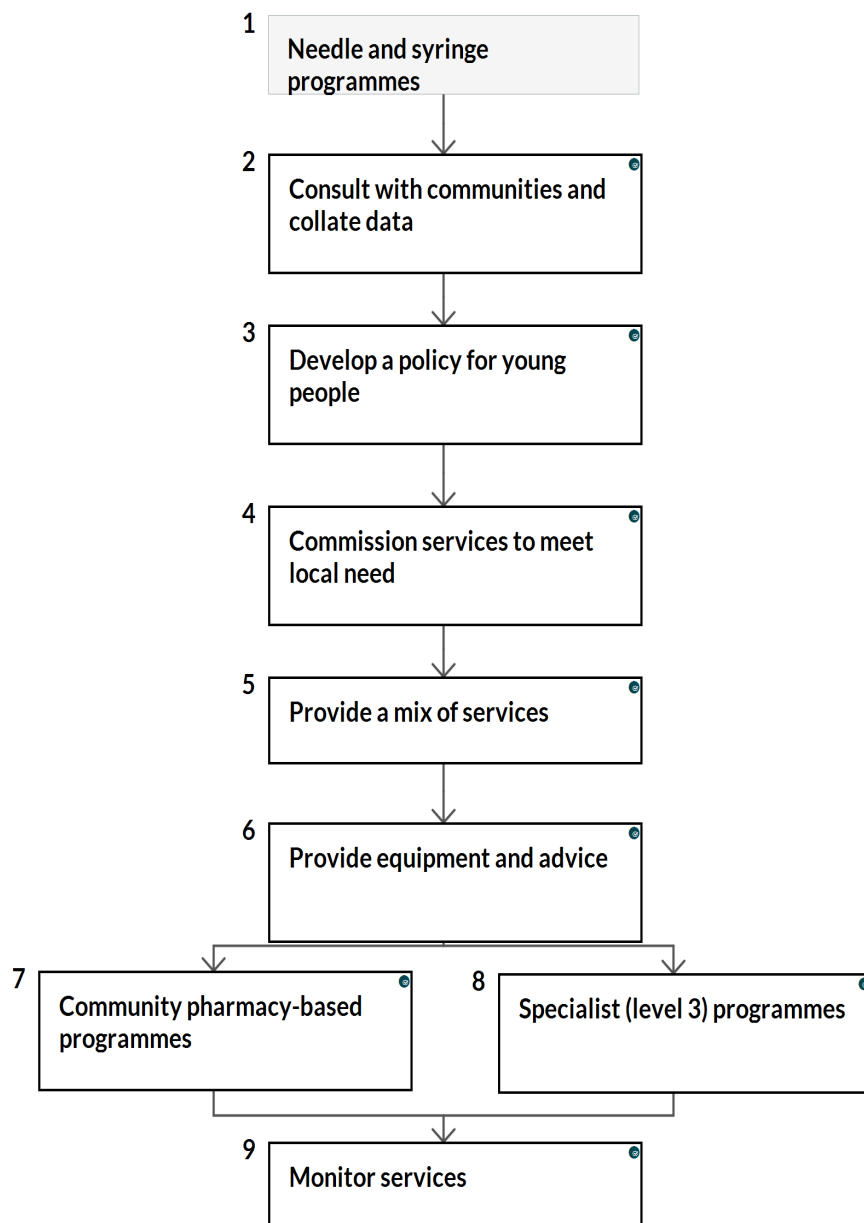 1
Needle and syringe
programmes
2
Consult with communities and
collate data
3
Develop a policy for young
people
4
Commission services to meet
local need
5
Provide a mix of services
6
Provide equipment and advice
7
Community pharmacy-based
programmes
8
Specialist (level 3) programmes
9
Monitor services